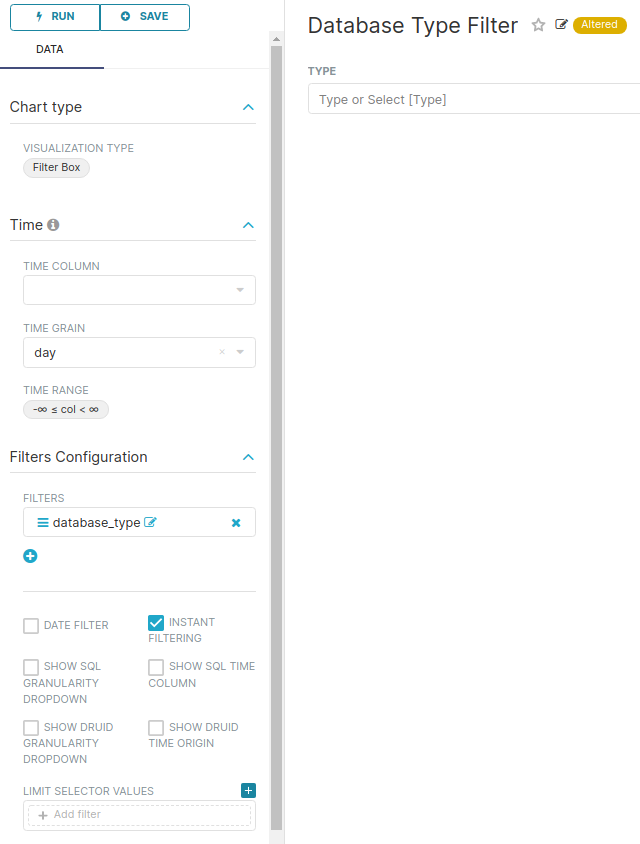 RUN
SAVE
DATA
Database Type Filter
Altered
TYPE
Type or Select [Type]
Chart type
VISUALIZATION TYPE
Filter Box
Time
TIME COLUMN
TIME GRAIN
day
TIME RANGE
-∞ ≤ col < ∞
Filters Configuration
FILTERS
database_type
DATE FILTER
INSTANT
FILTERING
SHOW SQL
GRANULARITY
DROPDOWN
SHOW SQL TIME
COLUMN
SHOW DRUID
GRANULARITY
DROPDOWN
SHOW DRUID
TIME ORIGIN
LIMIT SELECTOR VALUES
Add filter